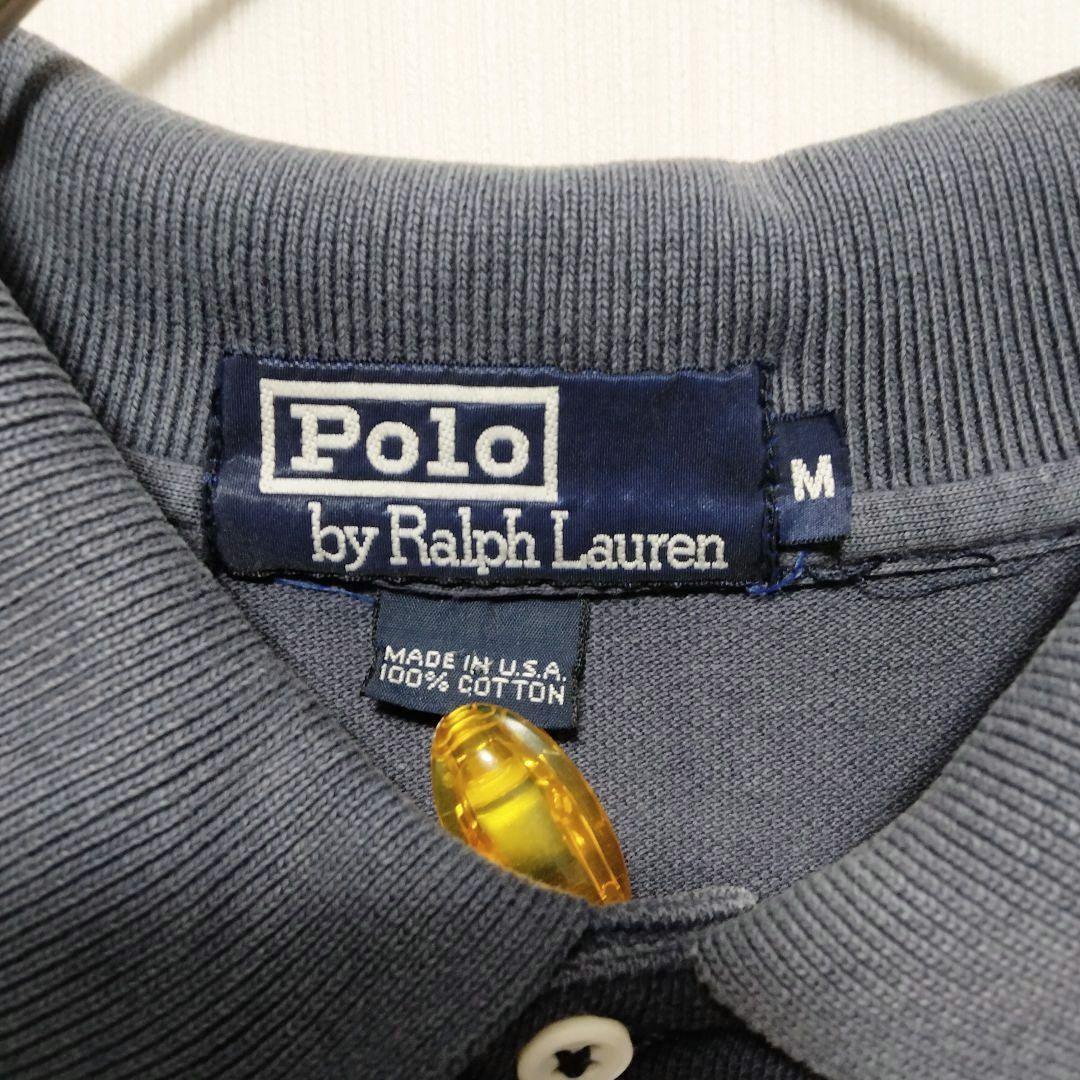 Polo
by Ralph Lauren
M
MADE IN U.S.A.
100% COTTON